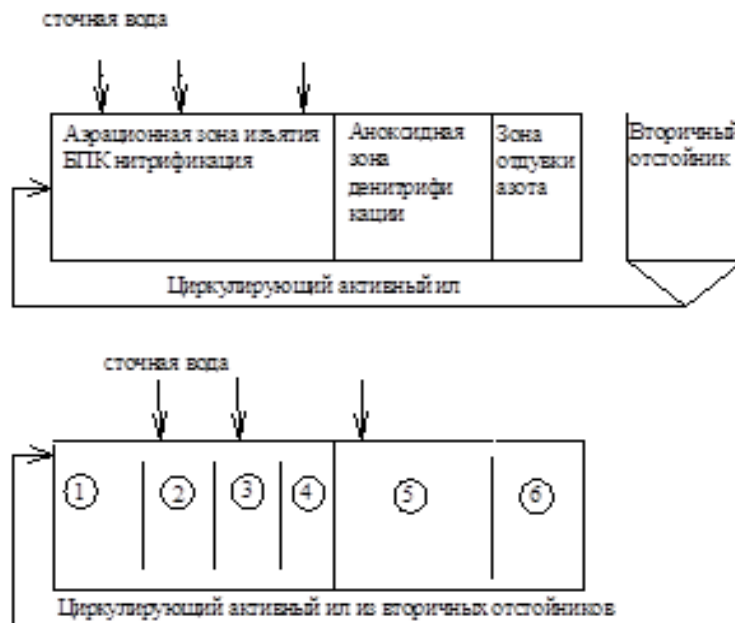 сточная вода
Аэрационная зона изъятия
БПК нитрификация
Аноксидная
зона
денитрифи
кации
Зона
отдувки
азота
Вторичный
отстойник
Циркулирующий активный ил
сточная вода
1
2
3
4
5
6
Циркулирующий активный ил из вторичных отстойников